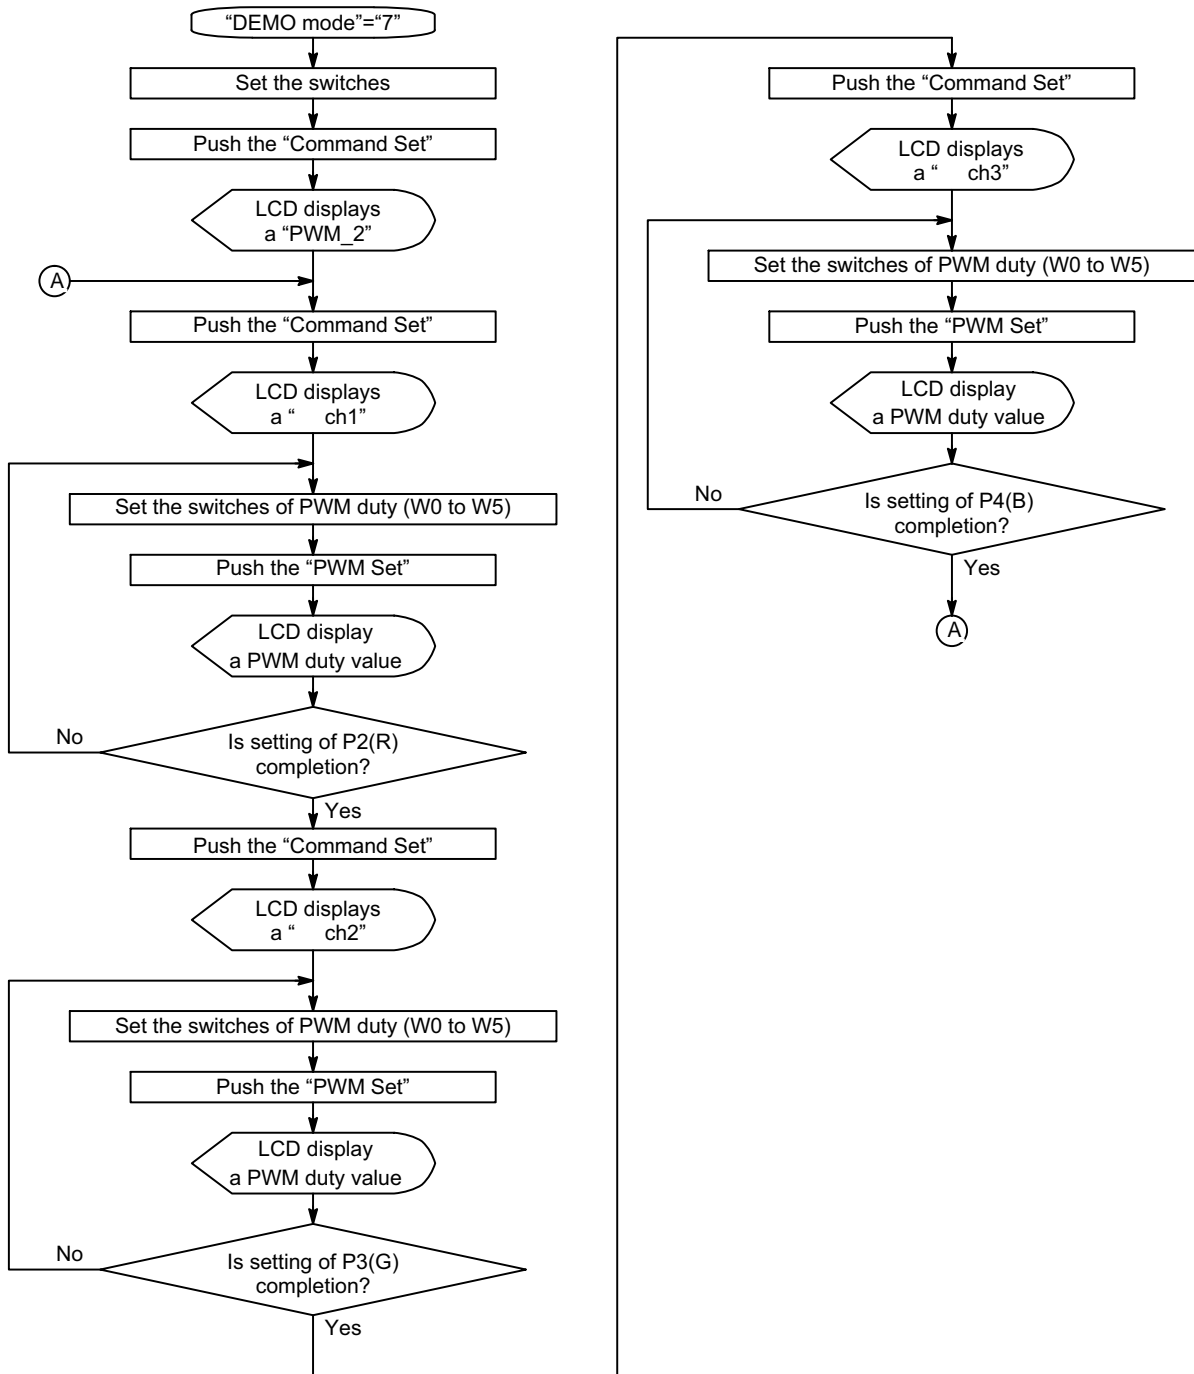 “DEMO mode”=“7”
Set the switches
Push the “Command Set”
LCD displays
a “PWM_2”
A
Push the “Command Set”
LCD displays
a “ ch1”
Set the switches of PWM duty (W0 to W5)
Push the “PWM Set”
LCD display
a PWM duty value
No
Is setting of P2(R)
completion?
Yes
Push the “Command Set”
LCD displays
a “ ch2”
Set the switches of PWM duty (W0 to W5)
Push the “PWM Set”
LCD display
a PWM duty value
No
Is setting of P3(G)
completion?
Yes
Push the “Command Set”
LCD displays
a “ ch3”
Set the switches of PWM duty (W0 to W5)
Push the “PWM Set”
LCD display
a PWM duty value
No
Is setting of P4(B)
completion?
Yes
A